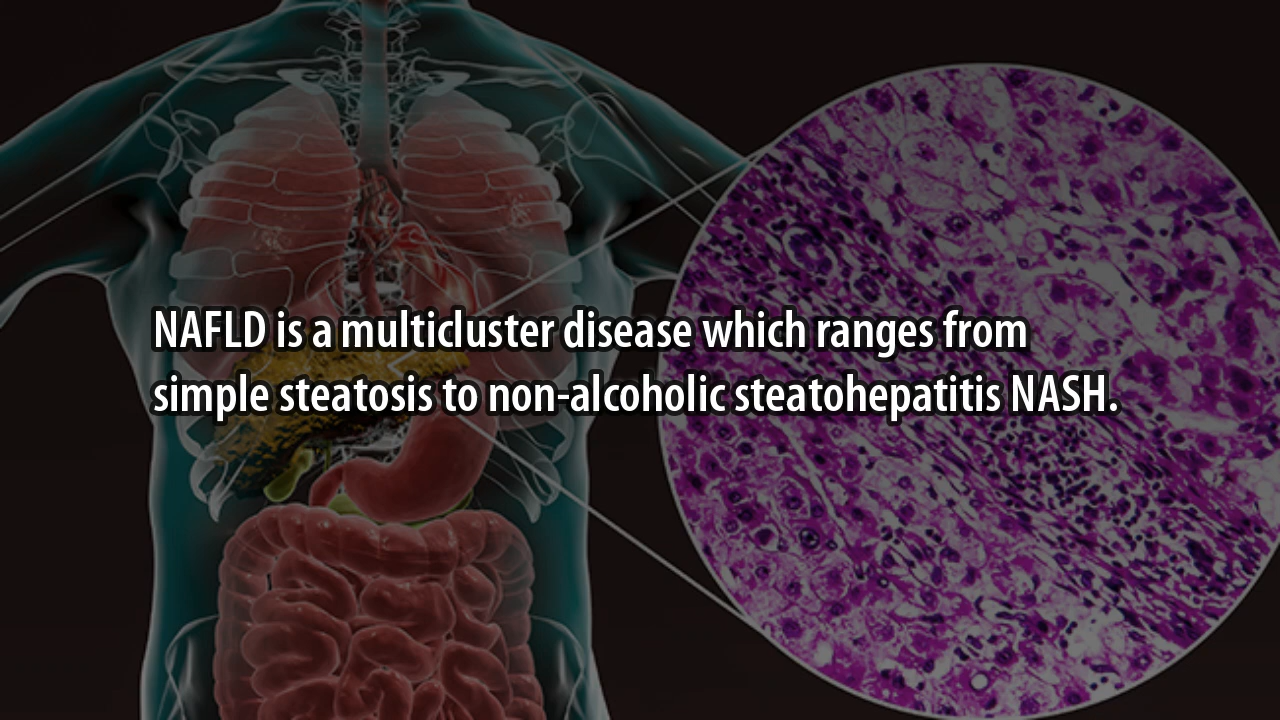 NAFLD is a multicluster disease which ranges from
simple steatosis to non-alcoholic steatohepatitis NASH.